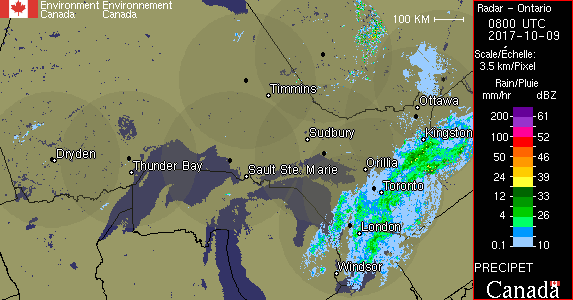 Environment Environnement
Canada Canada
100 KM
Timmins
Ottawa
Sudbury
Kingston
Dryden
Thunder Bay
Sault Ste. Marie
Orillia
Toronto
London
Windsor
Radar - Ontario
0800 UTC
2017-10-09
Scale/Échelle:
3.5 km/Pixel
Rain/Pluie
mm/hr dBZ
200 61
100 52
50 46
24 39
12 33
4 26
0.1 10
PRECIPET
Canada